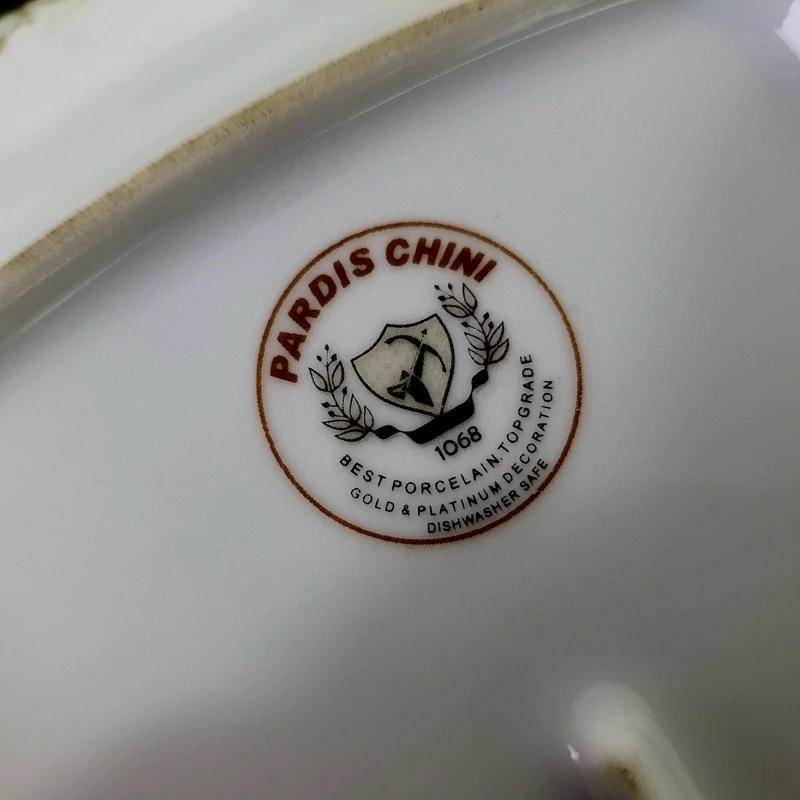 PARDIS CHINI
1068
BEST PORCELAIN.TOPGRADE
GOLD & PLATINUM DECORATION
DISHWASHER SAFE